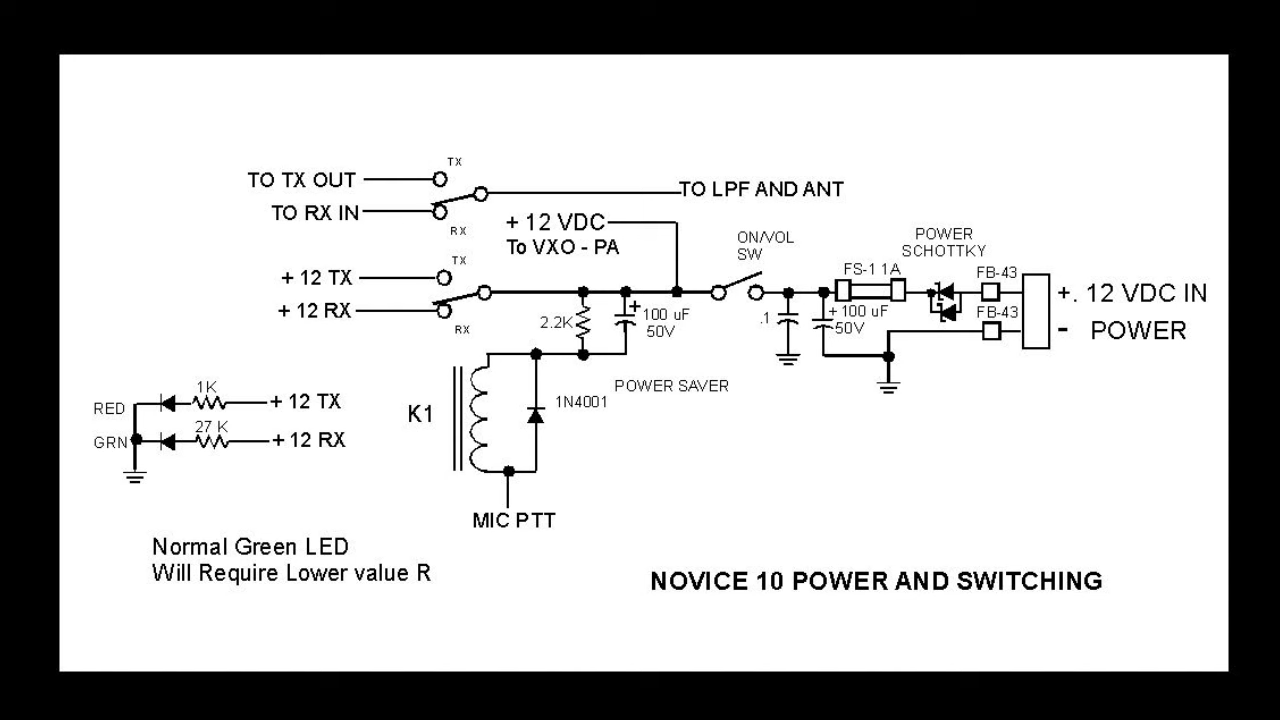 TX
TO TX OUT
TO LPF AND ANT
TO RX IN
RX
+ 12 VDC
To VXO - PA
ON/VOL
SW
POWER
SCHOTTKY
TX
+ 12 TX
FS-1 1A
FB-43
+. 12 VDC IN
+ 12 RX
RX
2.2K
+
100 uF
50V
.1
+ 100 uF
50V
FB-43
- POWER
POWER SAVER
1K
RED
+ 12 TX
K1
1N4001
27 K
GRN
+ 12 RX
MIC PTT
Normal Green LED
Will Require Lower value R
NOVICE 10 POWER AND SWITCHING